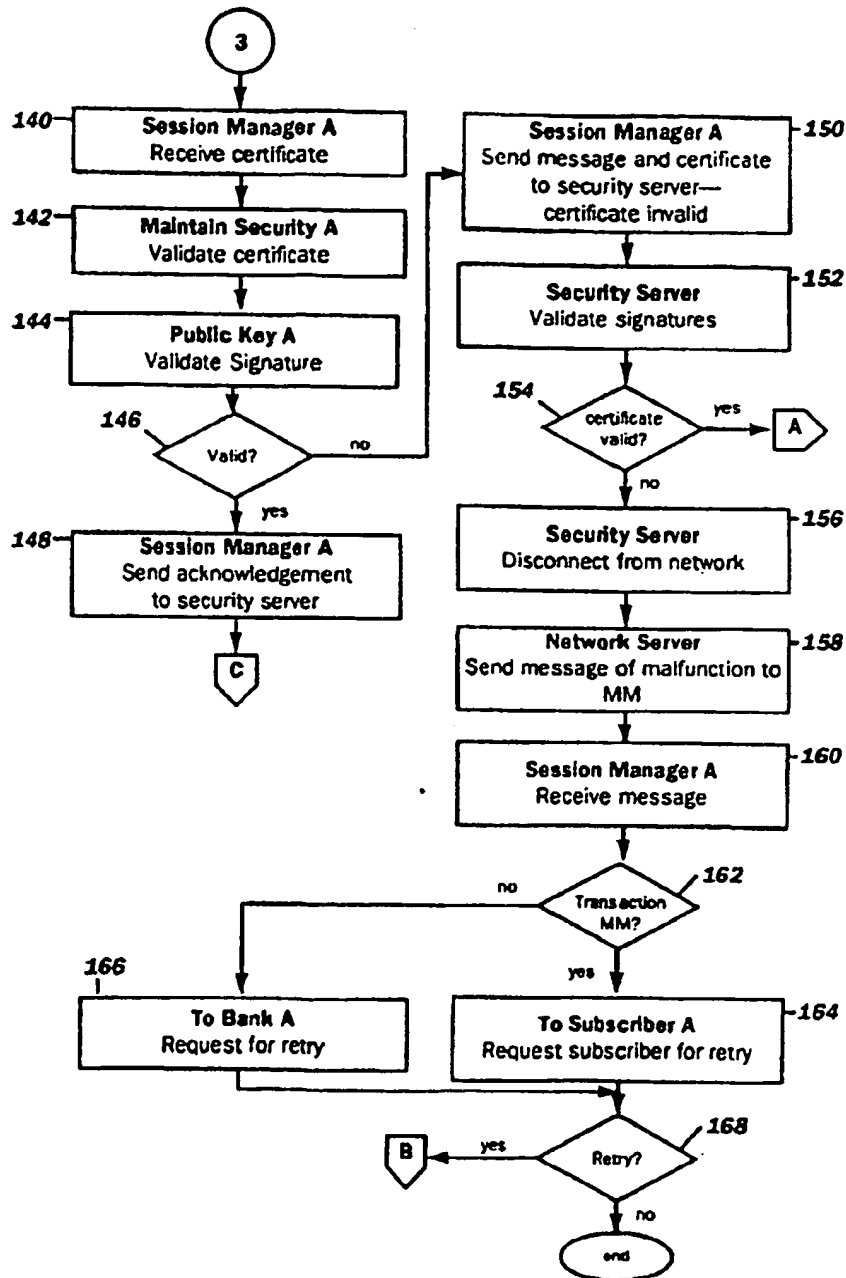 3
140
Session Manager A
Receive certificate
142
Maintain Security A
Validate certificate
144
Public Key A
Validate Signature
146
Valid?
no
yes
148
Session Manager A
Send acknowledgement
to security server
C
150
Session Manager A
Send message and certificate
to security server—
certificate invalid
152
Security Server
Validate signatures
154
certificate
valid?
yes
A
no
156
Security Server
Disconnect from network
158
Network Server
Send message of malfunction to
MM
160
Session Manager A
Receive message
162
Transaction
MM?
no
yes
166
To Bank A
Request for retry
164
To Subscriber A
Request subscriber for retry
168
Retry?
yes
B
no
end